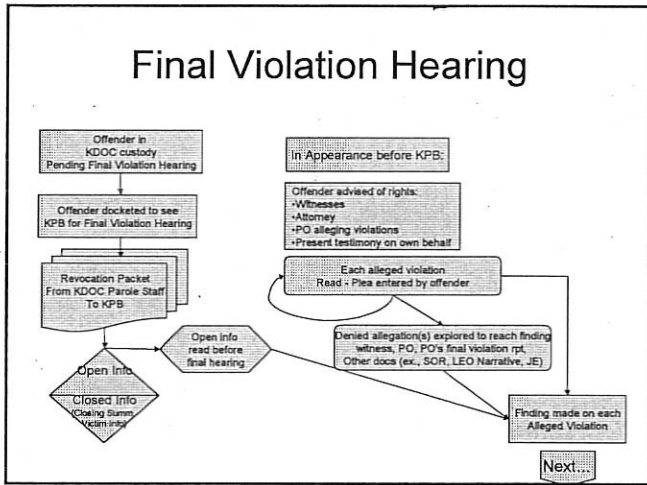 Final Violation Hearing
Offender in
KDOC custody
Pending Final Violation Hearing
Offender docketed to see
KPB for Final Violation Hearing
Revocation Packet
From KDOC Parole Staff
To KPB
Open Info
Closed Info
(Closing Summ,
Victim Info)
Open info
read before
final hearing
In Appearance before KPB:
Offender advised of rights:
•Witnesses
•Attorney
•PO alleging violations
•Present testimony on own behalf
Each alleged violation
Read - Plea entered by offender
Denied allegation(s) explored to reach finding
witness, PO, PO's final violation rpt,
Other docs (ex., SOR, LEO Narrative, JE)
Finding made on each
Alleged Violation
Next...